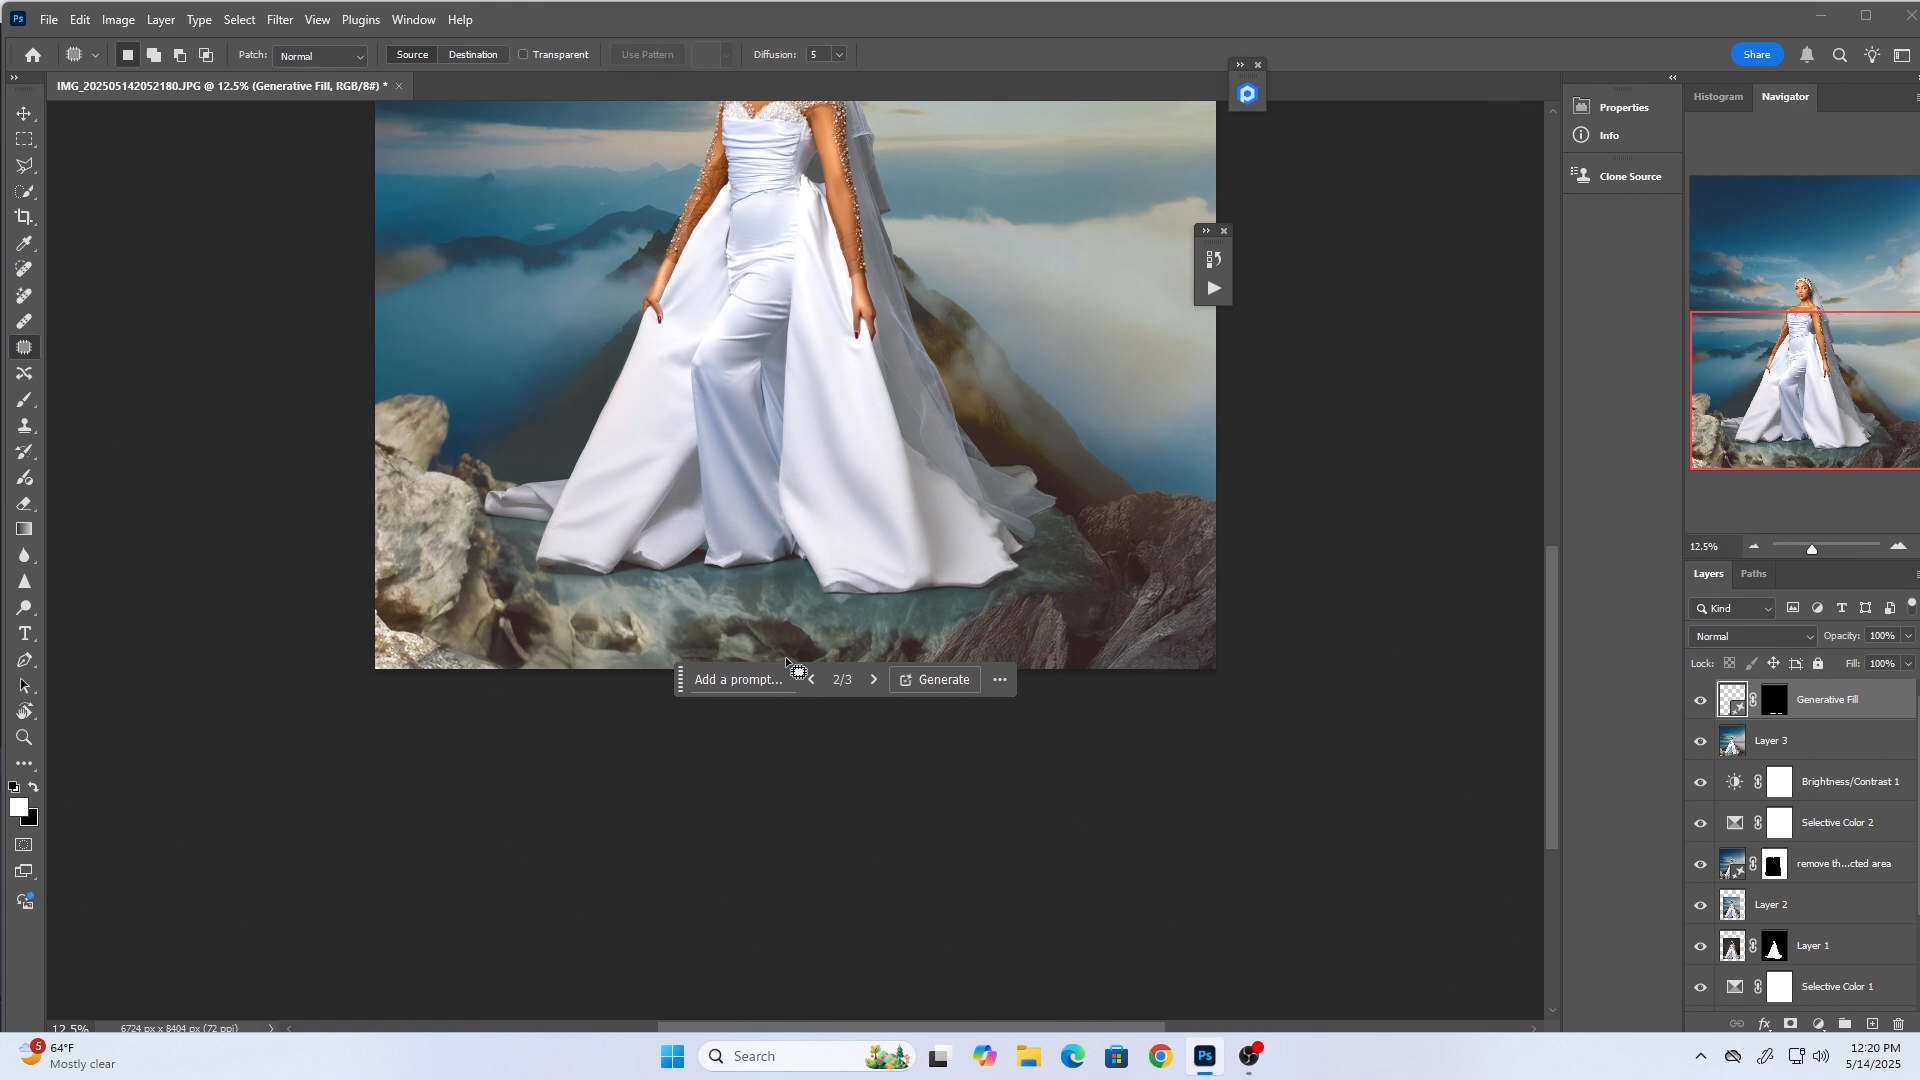 Ps File Edit Image Layer Type Select Filter View Plugins Window Help
Patch: Normal Source Destination Transparent Use Pattern Diffusion: 5 Share
IMG_202505142052180.JPG @ 12.5% (Generative Fill, RGB/8#) * ×
Histogram Navigator
Properties
Info
Clone Source
12.5%
Layers Paths
Kind
Normal Opacity: 100%
Lock: Fill: 100%
Generative Fill
Layer 3
Brightness/Contrast 1
Selective Color 2
remove th...cted area
Layer 2
Layer 1
Selective Color 1
Add a prompt... 2/3 Generate
12.5% 6724 px x 8404 px (72 ppi)
5 64°F
Mostly clear
Search
Ps
12:20 PM
5/14/2025